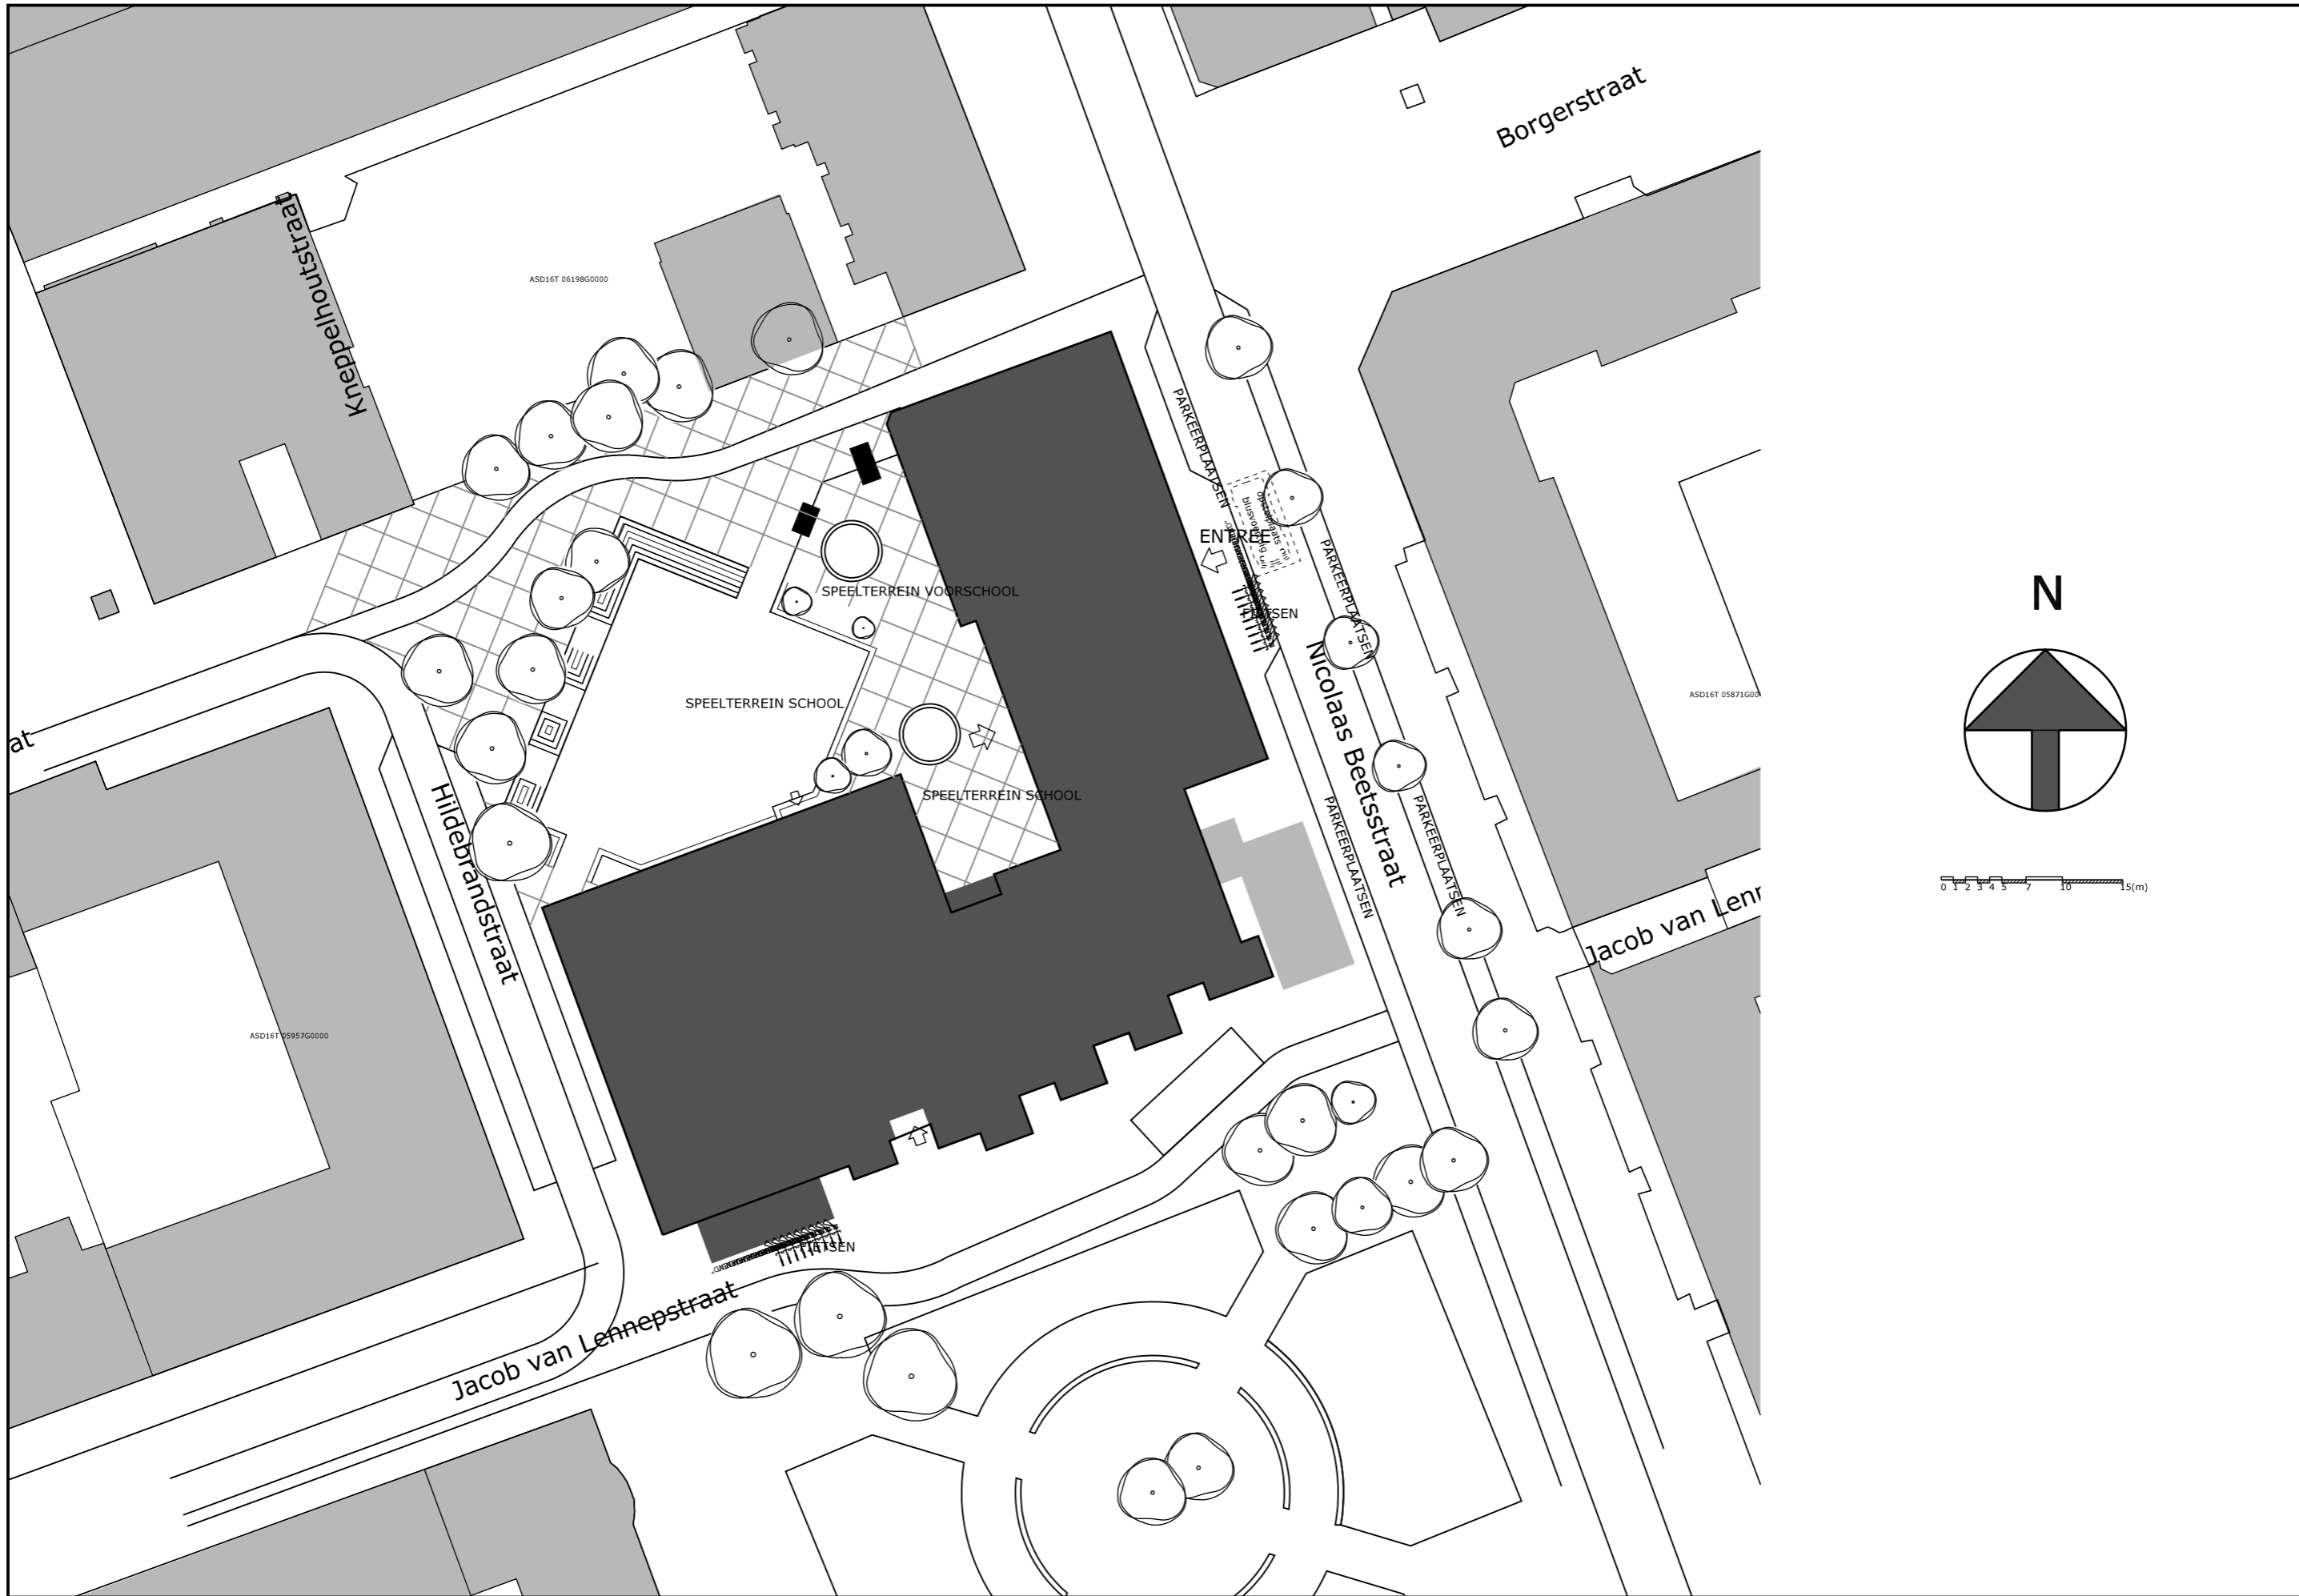 Borgerstraat
Kneppelhoutstraat
ASD16T 06198G0000
PARKEERPLAATSEN
opstelplaats
ENTREE
PARKEERPLAATSEN
N
SPEELTERREIN VOORSCHOOL
FIETSEN
Nicolaas Beetsstraat
ASD16T 05871G00
SPEELTERREIN SCHOOL
at
Hildebrandstraat
SPEELTERREIN SCHOOL
PARKEERPLAATSEN
PARKEERPLAATSEN
0 1 2 3 4 5 7 10 15(m)
Jacob van Lenn
ASD16T 05957G0000
FIETSEN
Jacob van Lennepstraat